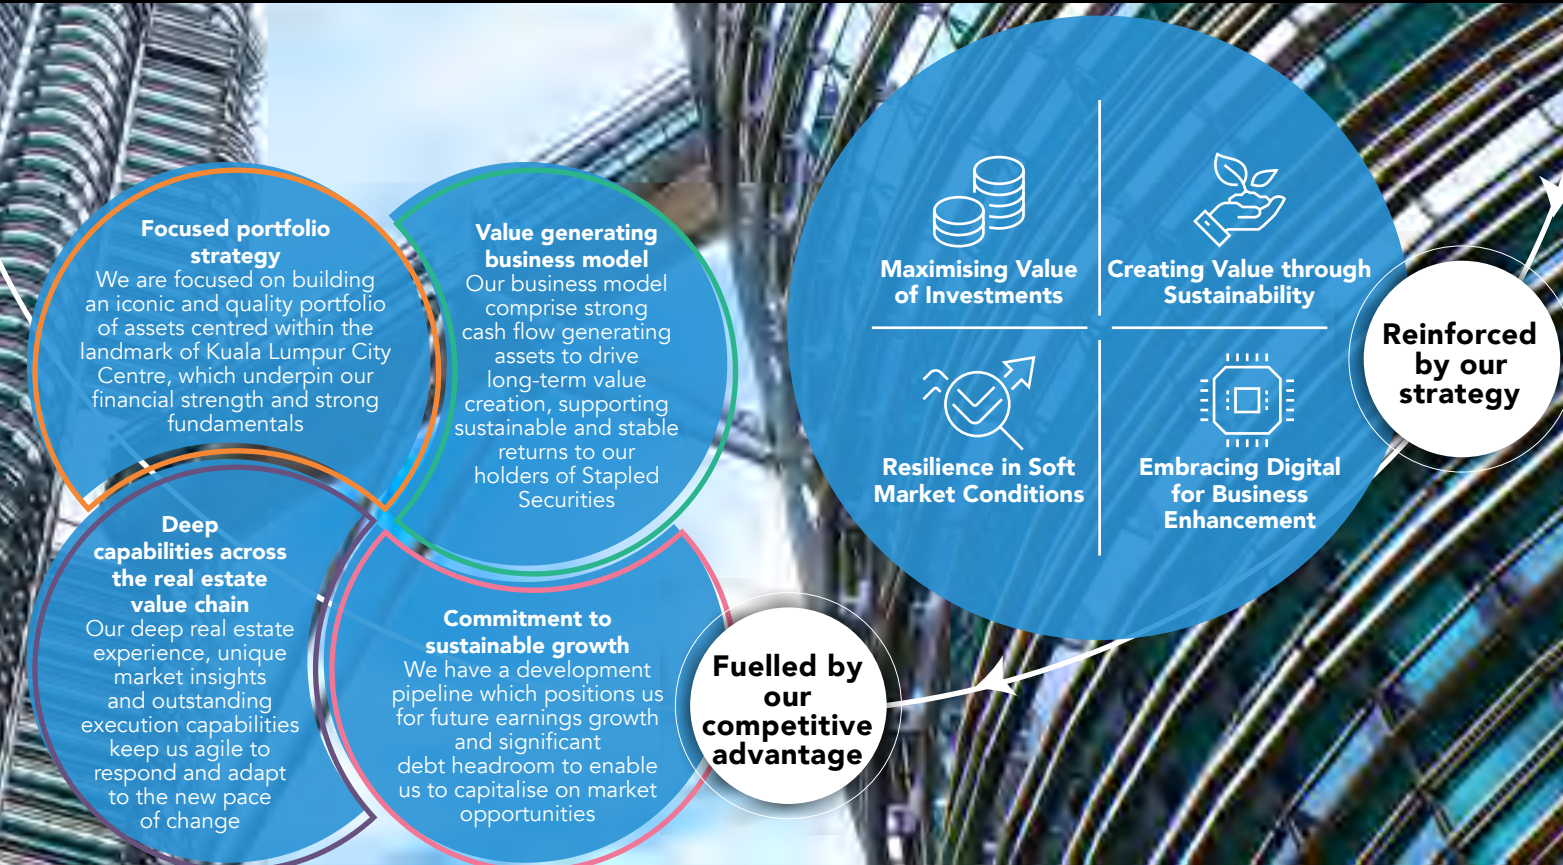 Focused portfolio
strategy
We are focused on building
an iconic and quality portfolio
of assets centred within the
landmark of Kuala Lumpur City
Centre, which underpin our
financial strength and strong
fundamentals
Value generating
business model
Our business model
comprise strong
cash flow generating
assets to drive
long-term value
creation, supporting
sustainable and stable
returns to our
holders of Stapled
Securities
Deep
capabilities across
the real estate
value chain
Our deep real estate
experience, unique
market insights
and outstanding
execution capabilities
keep us agile to
respond and adapt
to the new pace
of change
Commitment to
sustainable growth
We have a development
pipeline which positions us
for future earnings growth
and significant
debt headroom to enable
us to capitalise on market
opportunities
Fuelled by
our
competitive
advantage
Maximising Value
of Investments
Creating Value through
Sustainability
Resilience in Soft
Market Conditions
Embracing Digital
for Business
Enhancement
Reinforced
by our
strategy